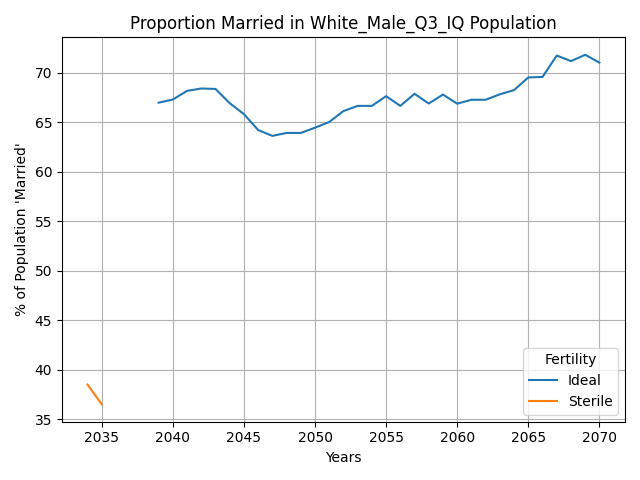 Proportion Married in White_Male_Q3_IQ Population
% of Population 'Married'
70
65
60
55
50
45
40
35
Fertility
Ideal
Sterile
2035 2040 2045 2050 2055 2060 2065 2070
Years